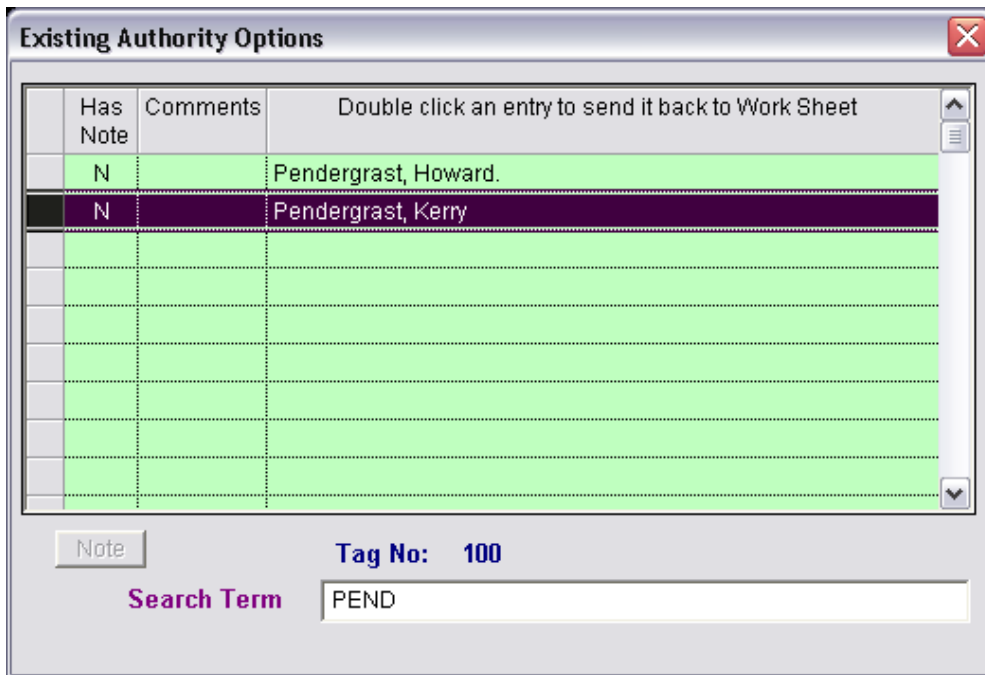 Existing Authority Options
Has Note Comments Double click an entry to send it back to Work Sheet
N Pendergrast, Howard.
N Pendergrast, Kerry
Note Tag No: 100
Search Term PEND